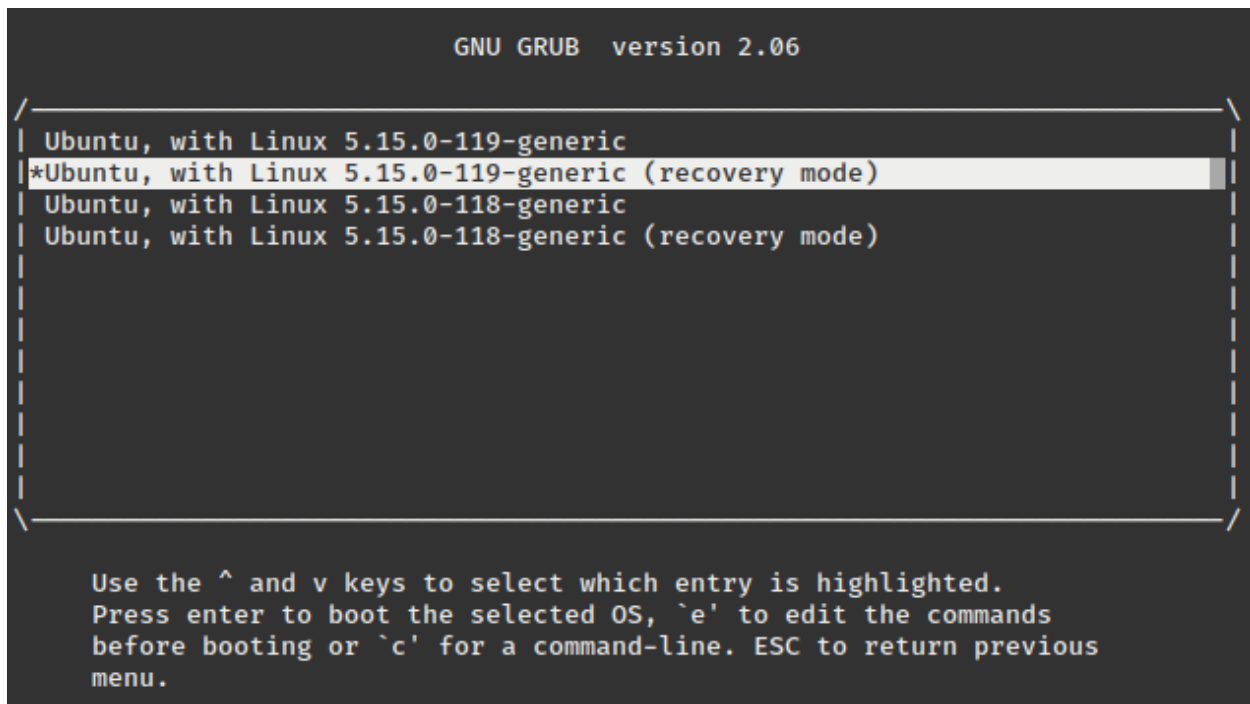 GNU GRUB  version 2.06
Ubuntu, with Linux 5.15.0-119-generic
*Ubuntu, with Linux 5.15.0-119-generic (recovery mode)
Ubuntu, with Linux 5.15.0-118-generic
Ubuntu, with Linux 5.15.0-118-generic (recovery mode)
Use the ^ and v keys to select which entry is highlighted.
Press enter to boot the selected OS, `e' to edit the commands
before booting or `c' for a command-line. ESC to return previous
menu.